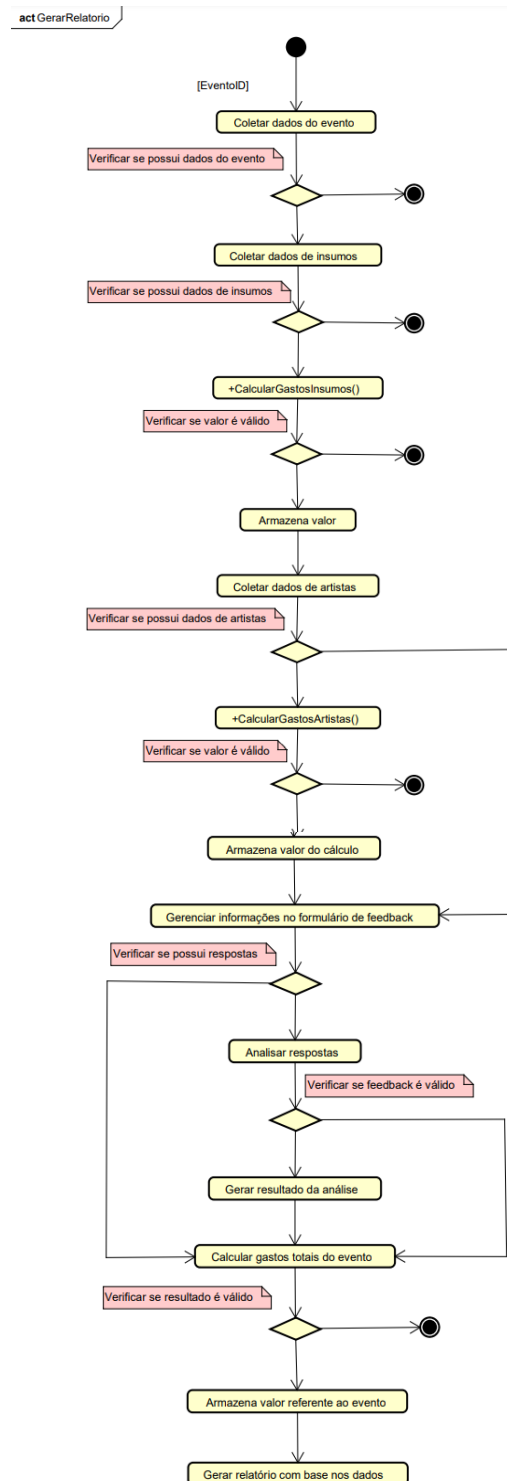 act GerarRelatorio
[EventoID]
Coletar dados do evento
Verificar se possui dados do evento
Coletar dados de insumos
Verificar se possui dados de insumos
+CalcularGastosInsumos()
Verificar se valor é válido
Armazena valor
Coletar dados de artistas
Verificar se possui dados de artistas
+CalcularGastosArtistas()
Verificar se valor é válido
Armazena valor do cálculo
Gerenciar informações no formulário de feedback
Verificar se possui respostas
Analisar respostas
Verificar se feedback é válido
Gerar resultado da análise
Calcular gastos totais do evento
Verificar se resultado é válido
Armazena valor referente ao evento
Gerar relatório com base nos dados